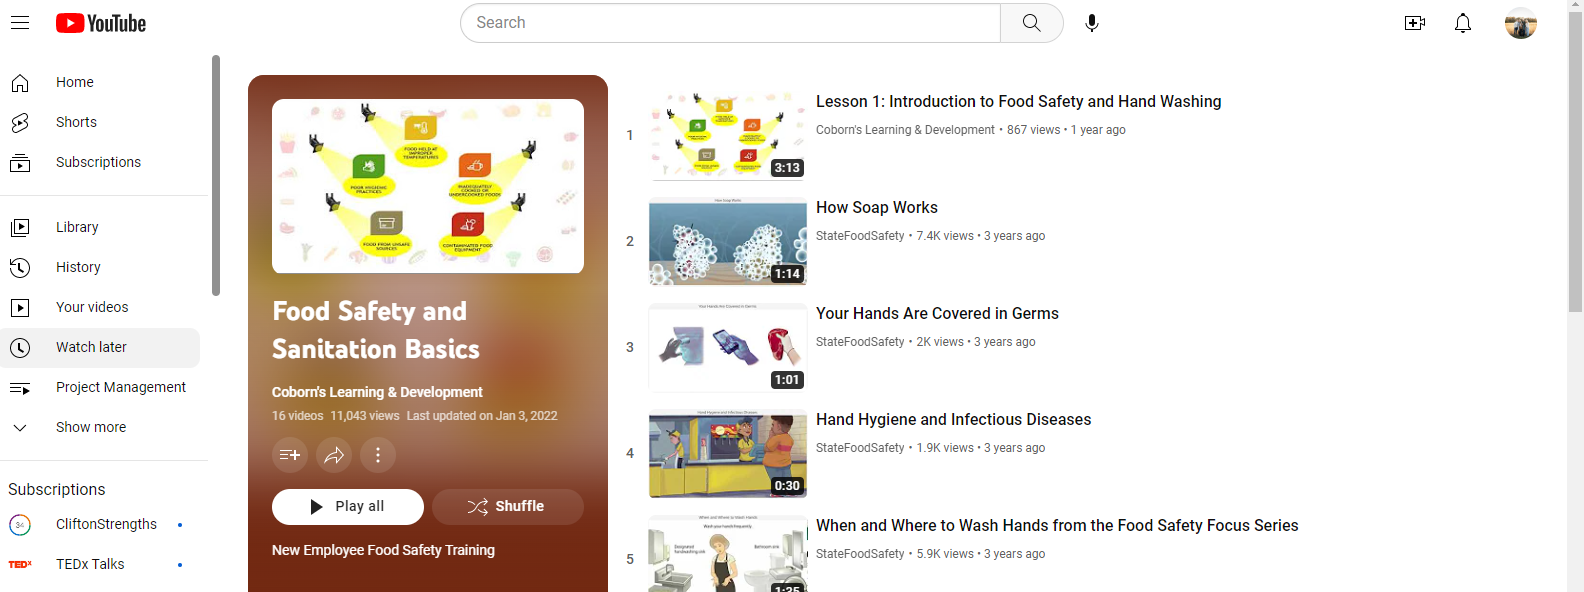 YouTube
Search
Home
Shorts
Subscriptions
Library
History
Your videos
Watch later
Project Management
Show more
Subscriptions
34
CliftonStrengths
TEDx
TEDx Talks
FOOD HELD AT
IMPROPER
TEMPERATURES
POOR HYGIENE
PRACTICES
INADEQUATELY
COOKED OR
UNDERCOOKED FOODS
FOOD FROM UNSAFE
SOURCES
CONTAMINATED FOOD
EQUIPMENT
Food Safety and
Sanitation Basics
Coborn's Learning & Development
16 videos 11,043 views Last updated on Jan 3, 2022
Play all
Shuffle
New Employee Food Safety Training
1
3:13
Lesson 1: Introduction to Food Safety and Hand Washing
Coborn's Learning & Development • 867 views • 1 year ago
2
How Soap Works
1:14
How Soap Works
StateFoodSafety • 7.4K views • 3 years ago
3
Your Hands Are Covered in Germs
1:01
Your Hands Are Covered in Germs
StateFoodSafety • 2K views • 3 years ago
4
Hand Hygiene and Infectious Diseases
0:30
Hand Hygiene and Infectious Diseases
StateFoodSafety • 1.9K views • 3 years ago
5
When and Where to Wash Hands
Wash your hands frequently.
Designated
handwashing sink
Bathroom sink
1:35
When and Where to Wash Hands from the Food Safety Focus Series
StateFoodSafety • 5.9K views • 3 years ago